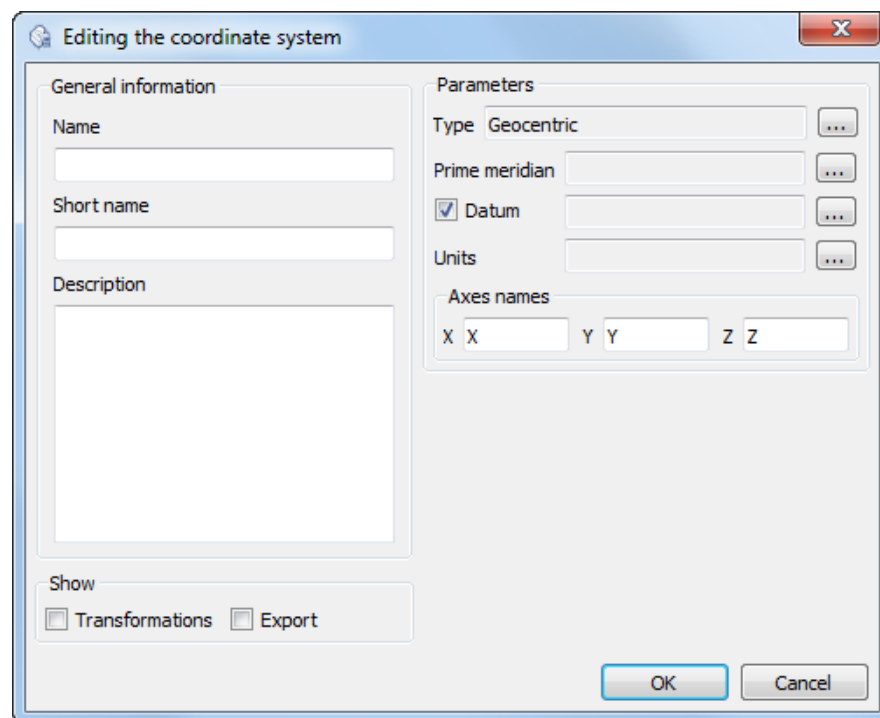 Editing the coordinate system
General information
Name
Short name
Description
Show
Transformations Export
Parameters
Type Geocentric ...
Prime meridian ...
Datum ...
Units ...
Axes names
X X Y Y Z Z
OK Cancel